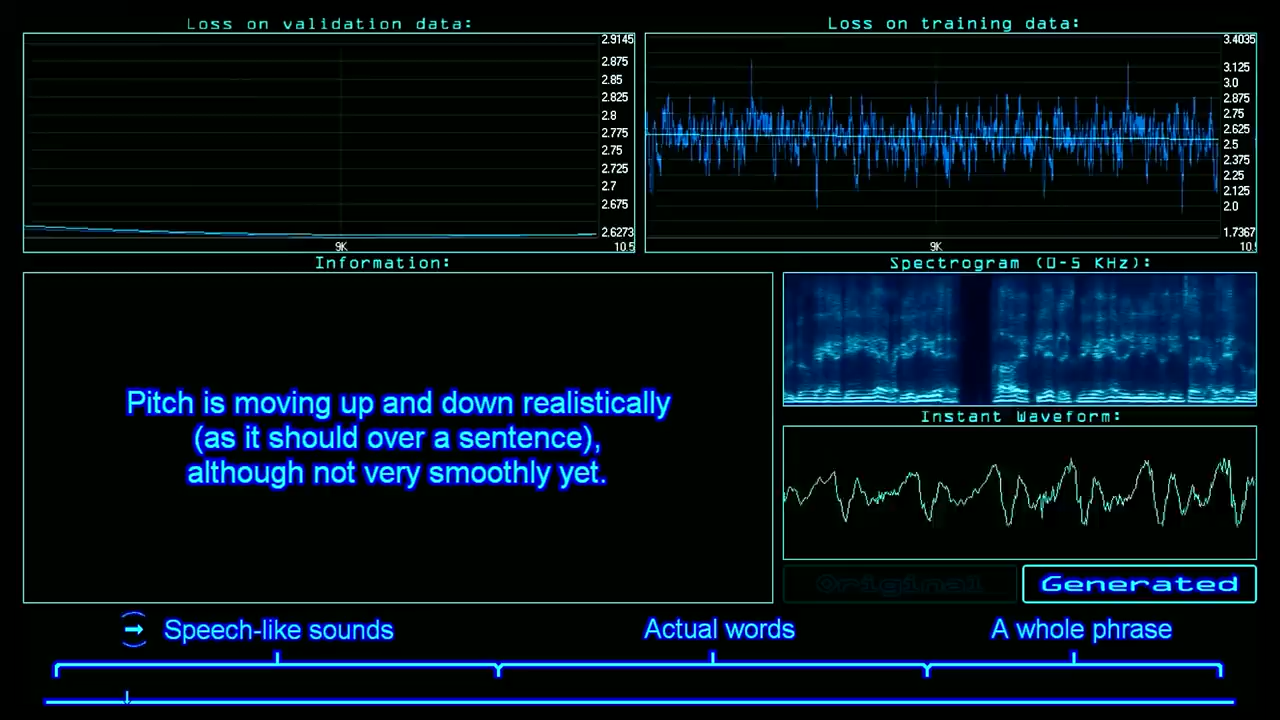 Loss on validation data:
2.9145
2.875
2.85
2.825
2.8
2.775
2.75
2.725
2.7
2.675
2.6273
9K
10.5
Loss on training data:
3.4035
3.125
3.0
2.875
2.75
2.625
2.5
2.375
2.25
2.125
2.0
1.7367
9K
10.
Information:
Pitch is moving up and down realistically
(as it should over a sentence),
although not very smoothly yet.
Spectrogram (0-5 KHz):
Instant Waveform:
Original
Generated
→ Speech-like sounds
Actual words
A whole phrase